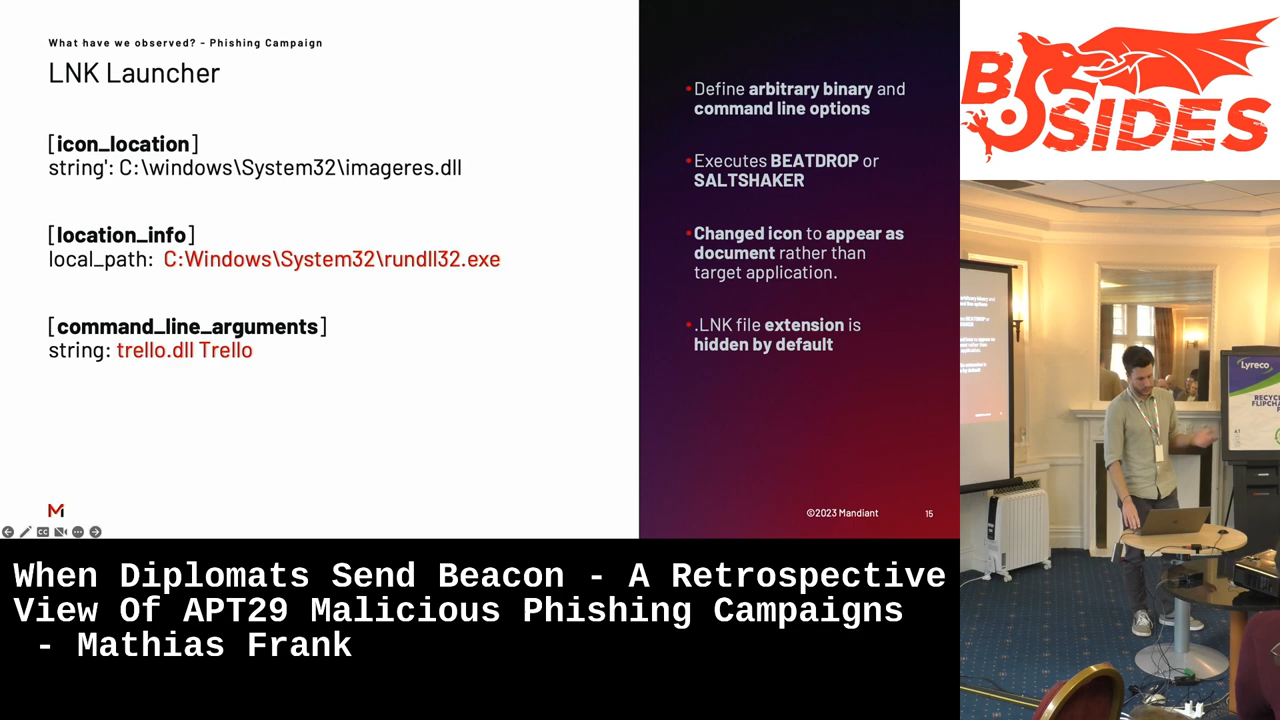 What have we observed? - Phishing Campaign
LNK Launcher
[icon_location]
string': C:\windows\System32\imageres.dll
[location_info]
local_path: C:Windows\System32\rundll32.exe
[command_line_arguments]
string: trello.dll Trello
•Define arbitrary binary and
command line options
•Executes BEATDROP or
SALTSHAKER
•Changed icon to appear as
document rather than
target application.
•.LNK file extension is
hidden by default
©2023 Mandiant
15
BSIDES
Lyreco
When Diplomats Send Beacon - A Retrospective
View Of APT29 Malicious Phishing Campaigns
- Mathias Frank